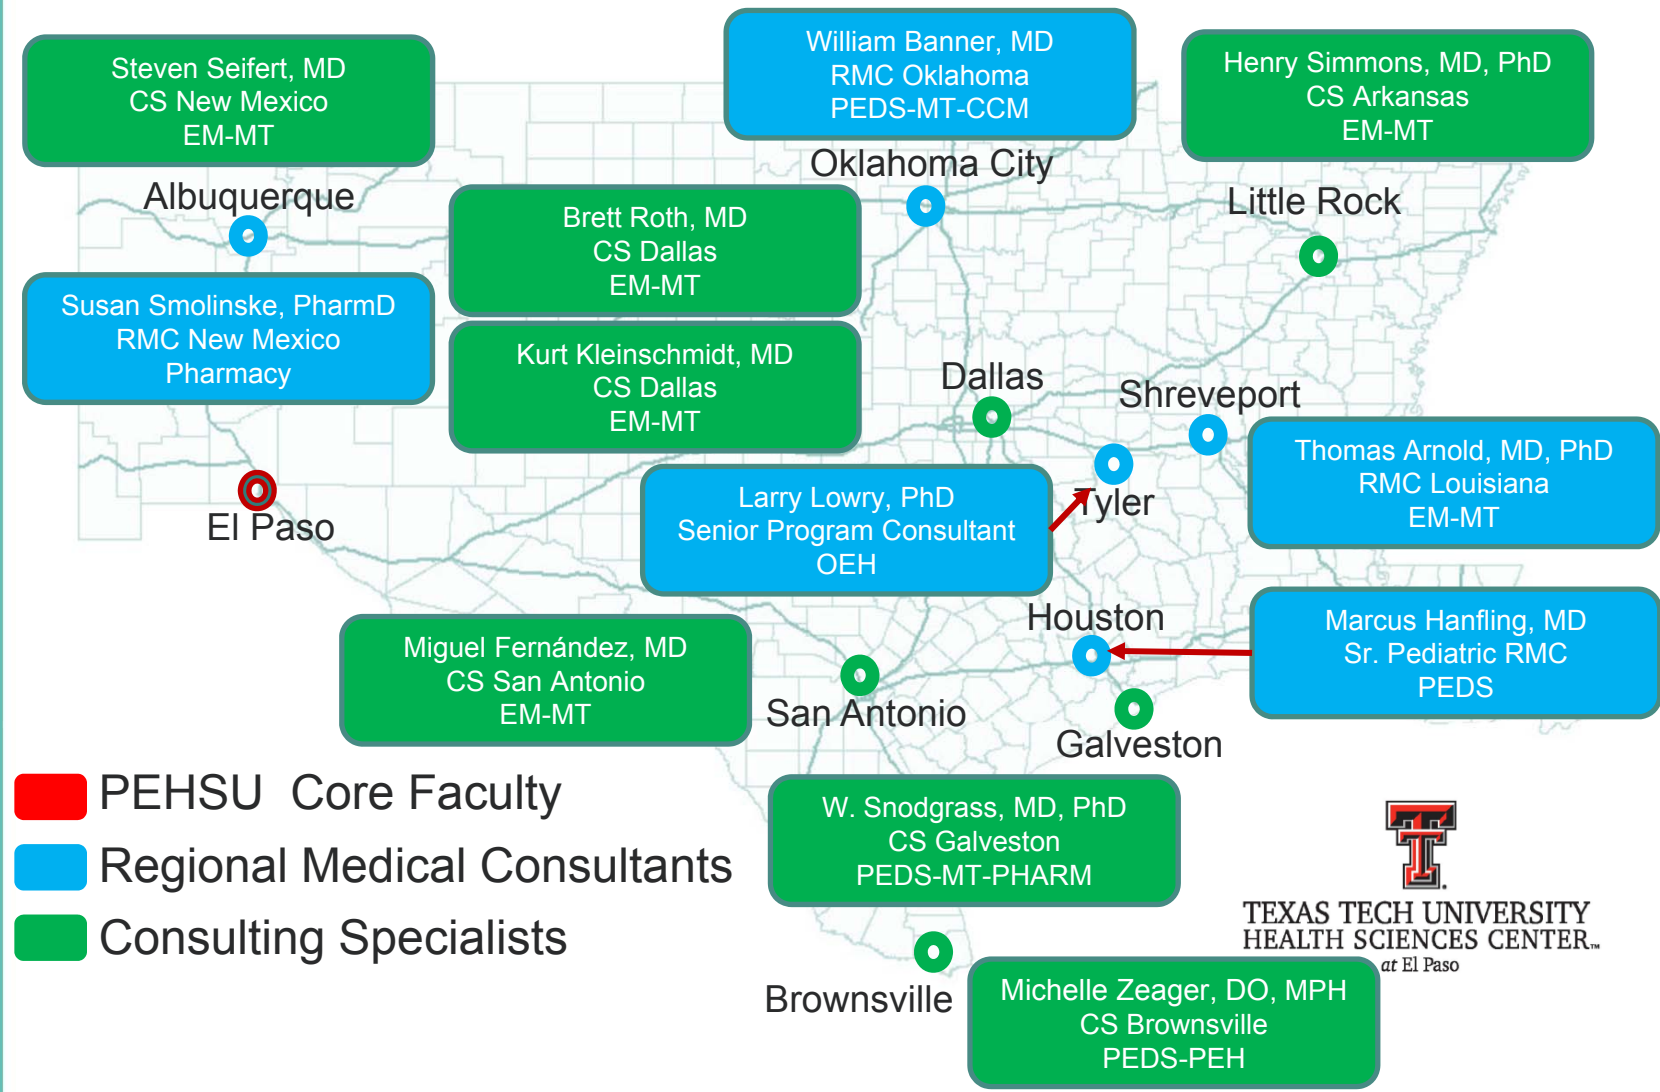 Steven Seifert, MD
CS New Mexico
EM-MT
William Banner, MD
RMC Oklahoma
PEDS-MT-CCM
Henry Simmons, MD, PhD
CS Arkansas
EM-MT
Albuquerque
Oklahoma City
Little Rock
Brett Roth, MD
CS Dallas
EM-MT
Susan Smolinske, PharmD
RMC New Mexico
Pharmacy
Kurt Kleinschmidt, MD
CS Dallas
EM-MT
Dallas
Shreveport
Thomas Arnold, MD, PhD
RMC Louisiana
EM-MT
El Paso
Larry Lowry, PhD
Senior Program Consultant
OEH
Tyler
Houston
Marcus Hanfling, MD
Sr. Pediatric RMC
PEDS
Miguel Fernández, MD
CS San Antonio
EM-MT
San Antonio
Galveston
PEHSU  Core Faculty
Regional Medical Consultants
Consulting Specialists
W. Snodgrass, MD, PhD
CS Galveston
PEDS-MT-PHARM
TEXAS TECH UNIVERSITY
HEALTH SCIENCES CENTER™
at El Paso
Brownsville
Michelle Zeager, DO, MPH
CS Brownsville
PEDS-PEH